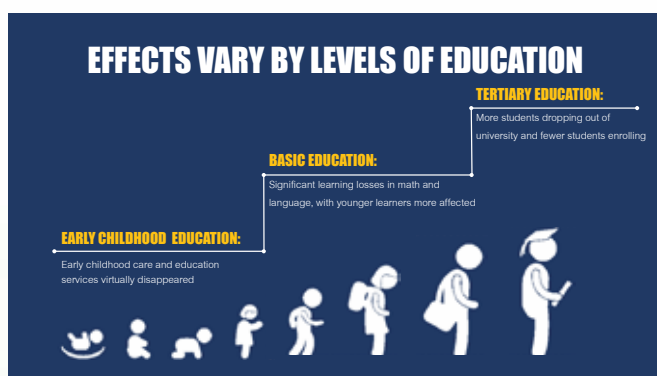 EFFECTS VARY BY LEVELS OF EDUCATION
TERTIARY EDUCATION:
More students dropping out of
university and fewer students enrolling
BASIC EDUCATION:
Significant learning losses in math and
language, with younger learners more affected
EARLY CHILDHOOD EDUCATION:
Early childhood care and education
services virtually disappeared